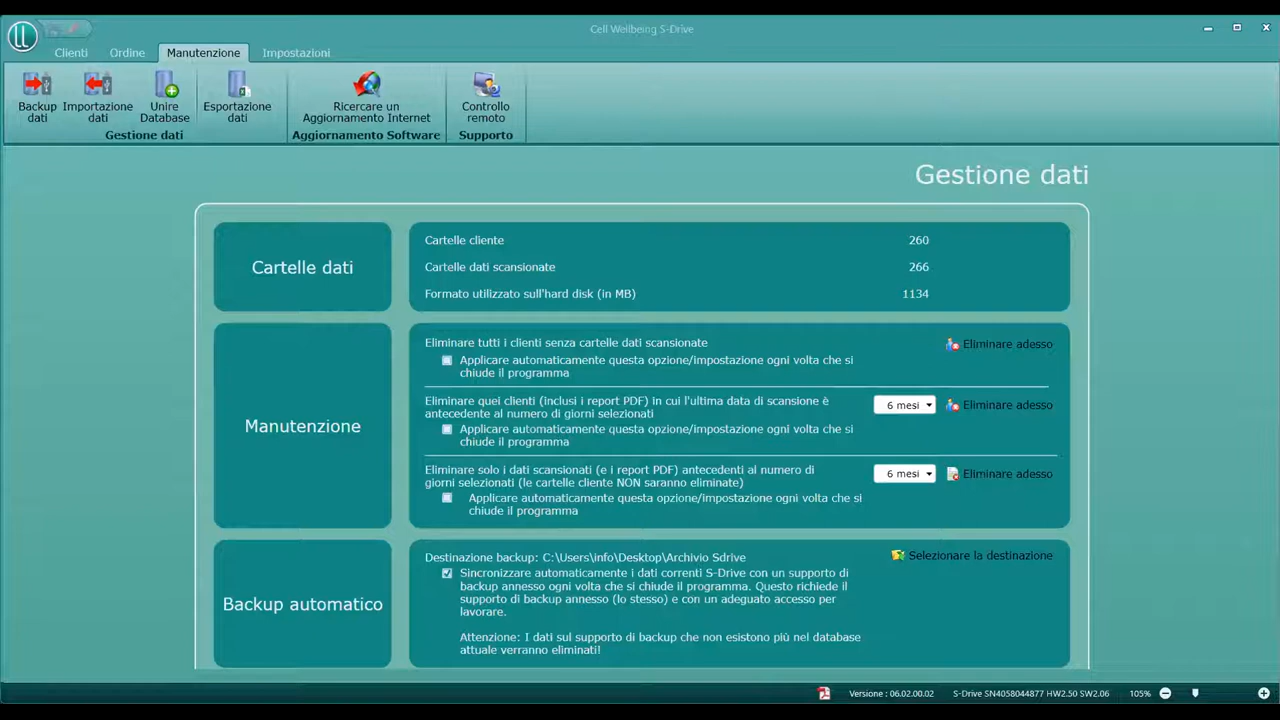 Cell Wellbeing S-Drive
Clienti
Ordine
Manutenzione
Impostazioni
Backup dati
Importazione dati
Unire Database
Esportazione dati
Gestione dati
Ricercare un Aggiornamento Internet
Aggiornamento Software
Controllo remoto
Supporto
Gestione dati
Cartelle dati
Cartelle cliente 260
Cartelle dati scansionate 266
Formato utilizzato sull'hard disk (in MB) 1134
Manutenzione
Eliminare tutti i clienti senza cartelle dati scansionate
Eliminare adesso
Applicare automaticamente questa opzione/impostazione ogni volta che si
chiude il programma
Eliminare quei clienti (inclusi i report PDF) in cui l'ultima data di scansione è
antecedente al numero di giorni selezionati
6 mesi
Eliminare adesso
Applicare automaticamente questa opzione/impostazione ogni volta che si
chiude il programma
Eliminare solo i dati scansionati (e i report PDF) antecedenti al numero di
giorni selezionati (le cartelle cliente NON saranno eliminate)
6 mesi
Eliminare adesso
Applicare automaticamente questa opzione/impostazione ogni volta che si
chiude il programma
Backup automatico
Destinazione backup: C:\Users\info\Desktop\Archivio Sdrive
Selezionare la destinazione
Sincronizzare automaticamente i dati correnti S-Drive con un supporto di
backup annesso ogni volta che si chiude il programma. Questo richiede il
supporto di backup annesso (lo stesso) e con un adeguato accesso per
lavorare.
Attenzione: I dati sul supporto di backup che non esistono più nel database
attuale verranno eliminati!
Versione : 06.02.00.02
S-Drive SN4058044877 HW2.50 SW2.06
105%